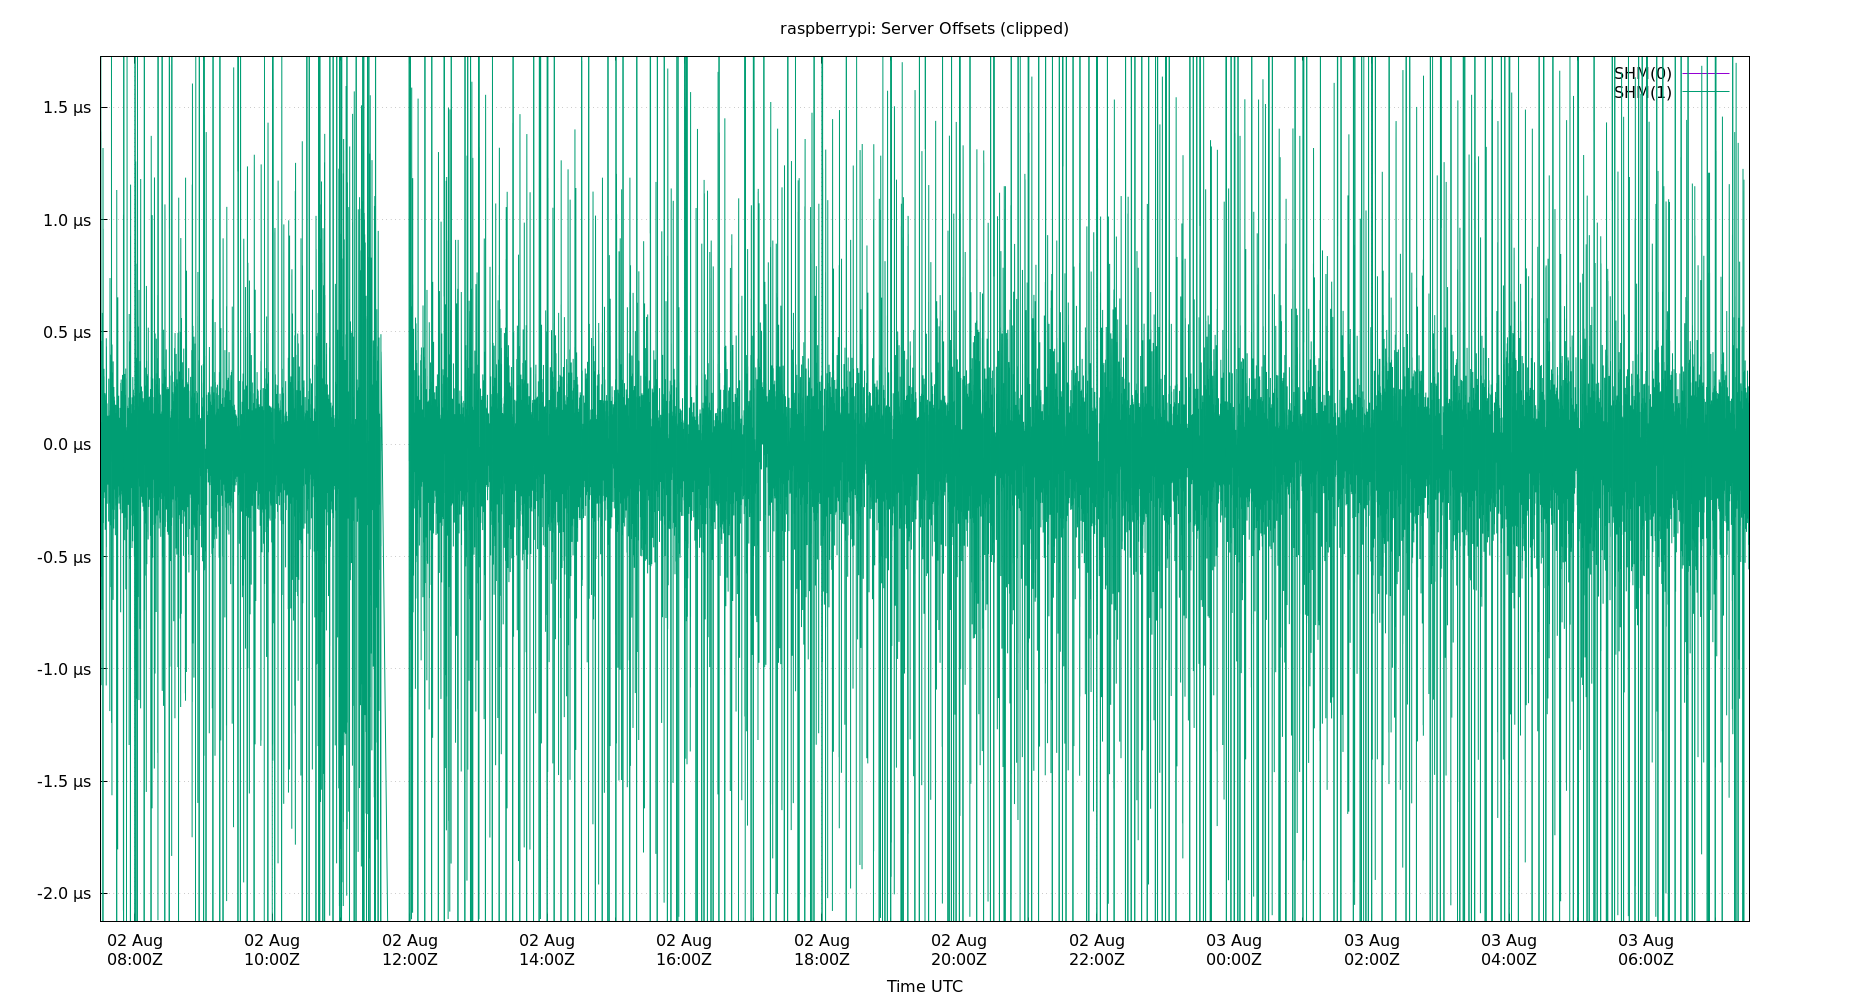 raspberrypi: Server Offsets (clipped)
SHM(0)
SHM(1)
1.5 µs
1.0 µs
0.5 µs
0.0 µs
-0.5 µs
-1.0 µs
-1.5 µs
-2.0 µs
02 Aug 02 Aug 02 Aug 02 Aug 02 Aug 02 Aug 02 Aug 02 Aug 03 Aug 03 Aug 03 Aug 03 Aug
08:00Z 10:00Z 12:00Z 14:00Z 16:00Z 18:00Z 20:00Z 22:00Z 00:00Z 02:00Z 04:00Z 06:00Z
Time UTC